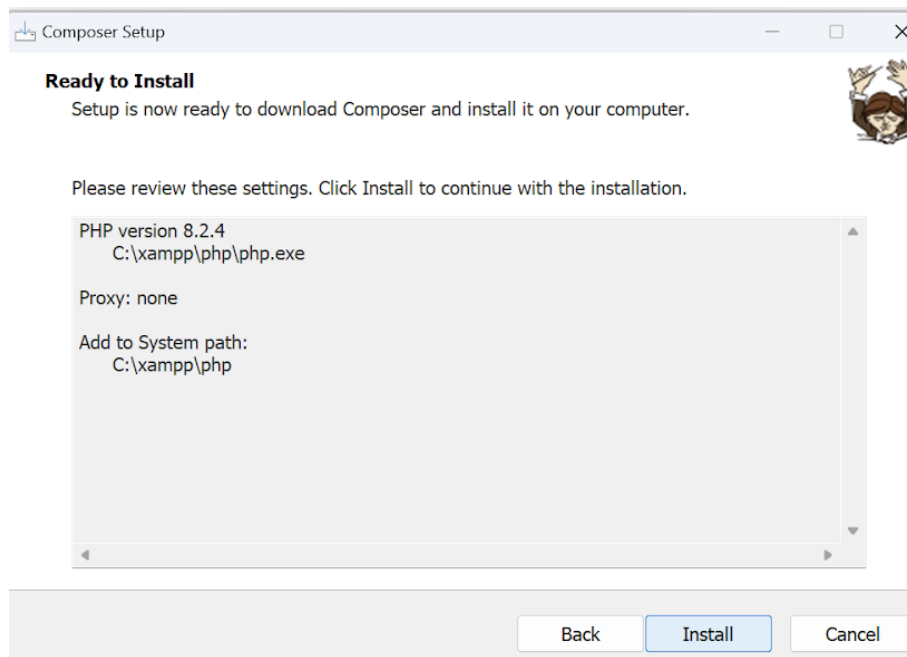 Composer Setup
Ready to Install
Setup is now ready to download Composer and install it on your computer.
Please review these settings. Click Install to continue with the installation.
PHP version 8.2.4
C:\xampp\php\php.exe
Proxy: none
Add to System path:
C:\xampp\php
Back Install Cancel